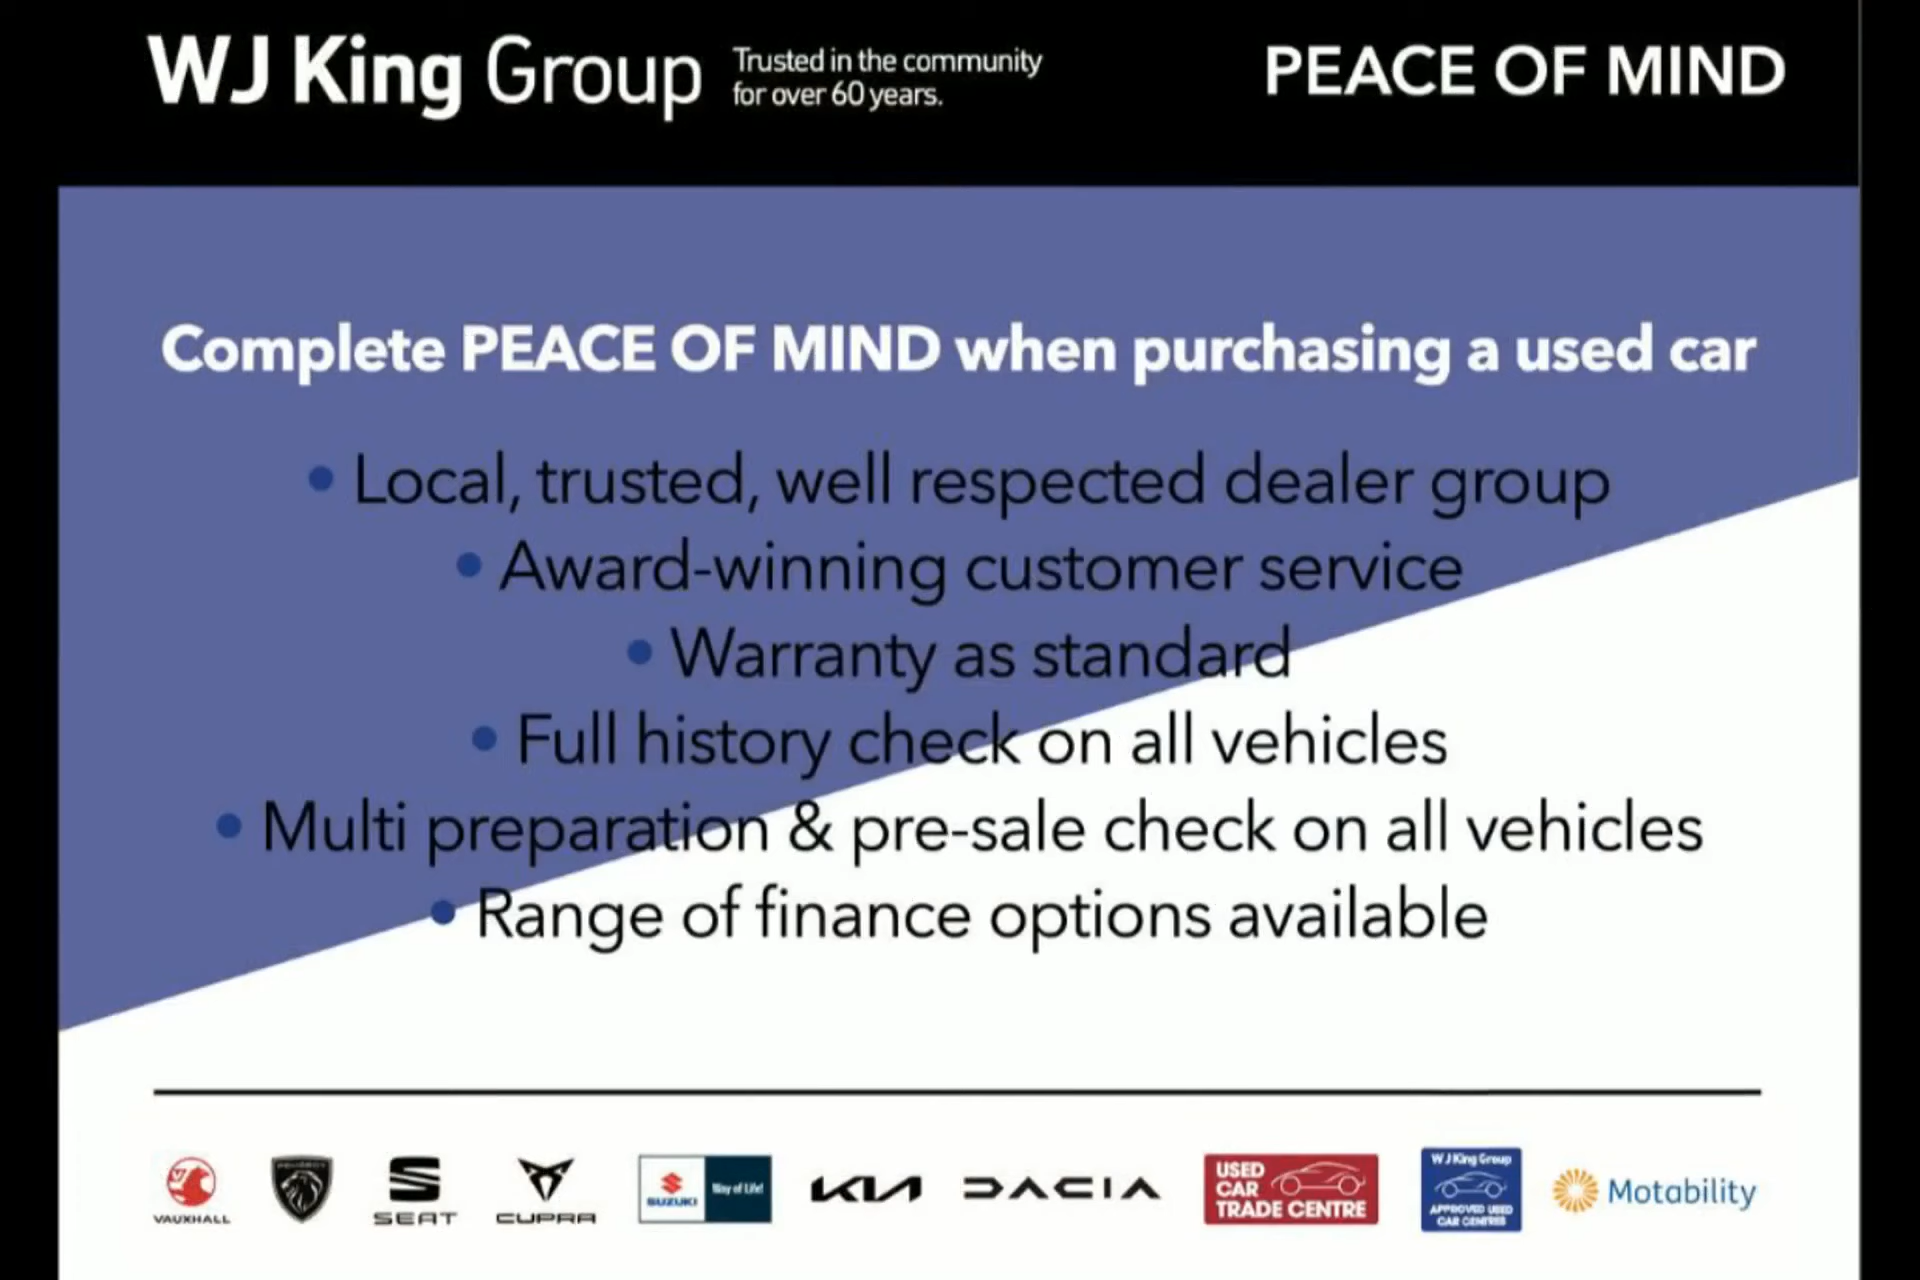 WJ King Group
Trusted in the community
for over 60 years.
PEACE OF MIND
Complete PEACE OF MIND when purchasing a used car
• Local, trusted, well respected dealer group
• Award-winning customer service
• Warranty as standard
• Full history check on all vehicles
• Multi preparation & pre-sale check on all vehicles
• Range of finance options available
VAUXHALL
PEUGEOT
SEAT
CUPRA
SUZUKI
Way of Life!
KIA
DACIA
USED
CAR
TRADE CENTRE
WJ King Group
APPROVED USED
CAR CENTRES
Motability